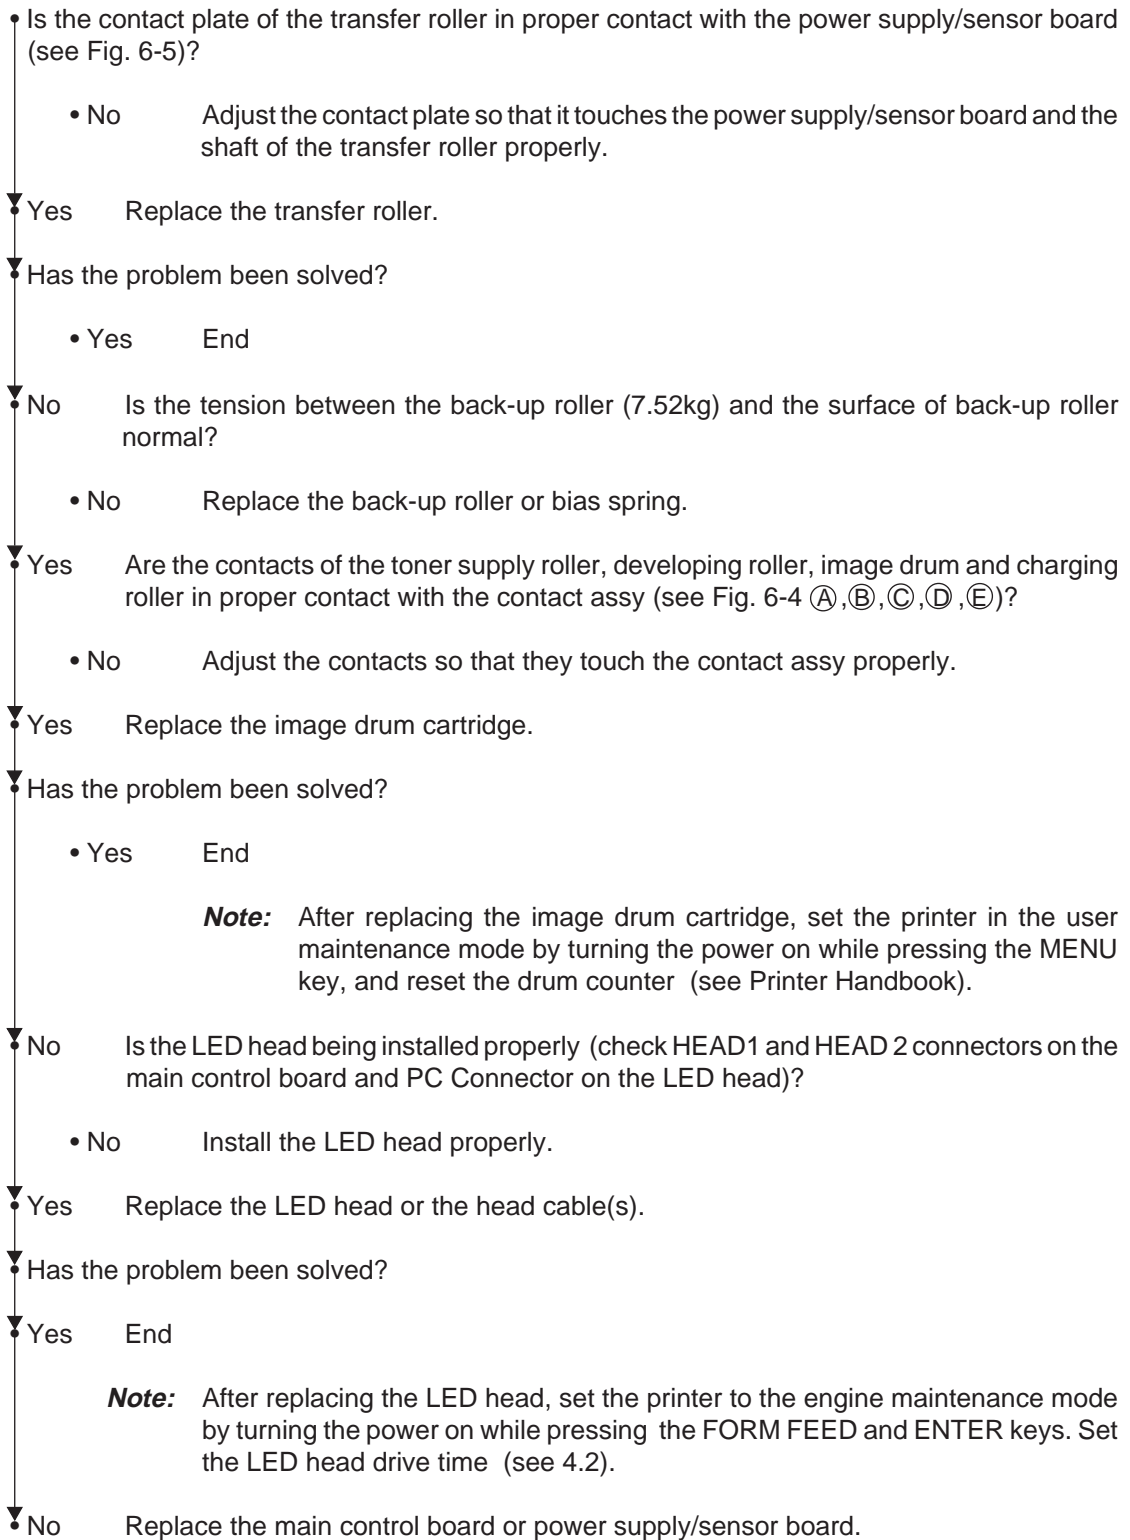 • Is the contact plate of the transfer roller in proper contact with the power supply/sensor board
(see Fig. 6-5)?
• No Adjust the contact plate so that it touches the power supply/sensor board and the
shaft of the transfer roller properly.
• Yes Replace the transfer roller.
• Has the problem been solved?
• Yes End
• No Is the tension between the back-up roller (7.52kg) and the surface of back-up roller
normal?
• No Replace the back-up roller or bias spring.
• Yes Are the contacts of the toner supply roller, developing roller, image drum and charging
roller in proper contact with the contact assy (see Fig. 6-4 Ⓐ,Ⓑ,Ⓒ,Ⓓ,Ⓔ)?
• No Adjust the contacts so that they touch the contact assy properly.
• Yes Replace the image drum cartridge.
• Has the problem been solved?
• Yes End
Note: After replacing the image drum cartridge, set the printer in the user
maintenance mode by turning the power on while pressing the MENU
key, and reset the drum counter (see Printer Handbook).
• No Is the LED head being installed properly (check HEAD1 and HEAD 2 connectors on the
main control board and PC Connector on the LED head)?
• No Install the LED head properly.
• Yes Replace the LED head or the head cable(s).
• Has the problem been solved?
• Yes End
Note: After replacing the LED head, set the printer to the engine maintenance mode
by turning the power on while pressing the FORM FEED and ENTER keys. Set
the LED head drive time (see 4.2).
• No Replace the main control board or power supply/sensor board.